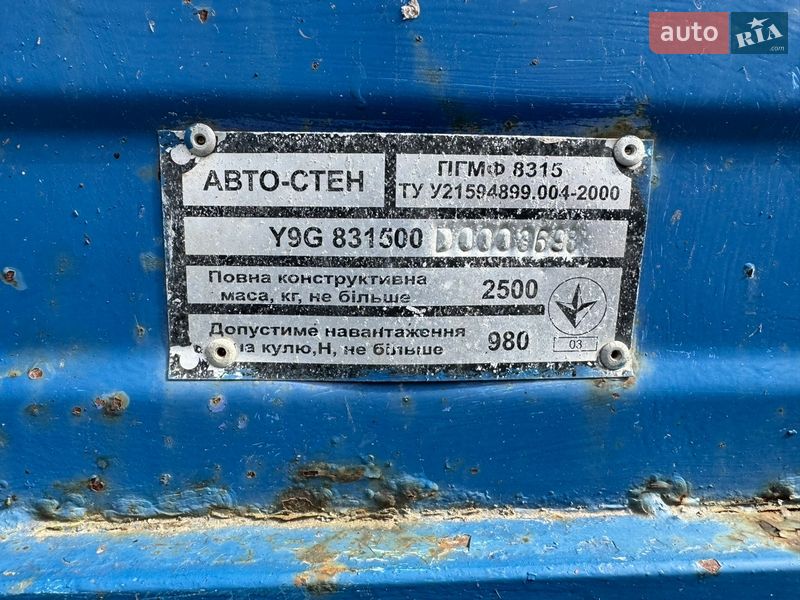 auto RIA
АВТО-СТЕН
ПГМФ 8315
ТУ У21594899.004-2000
Y9G 831500
Повна конструктивна
маса, кг, не більше 2500
Допустиме навантаження
на кулю,Н, не більше 980
03